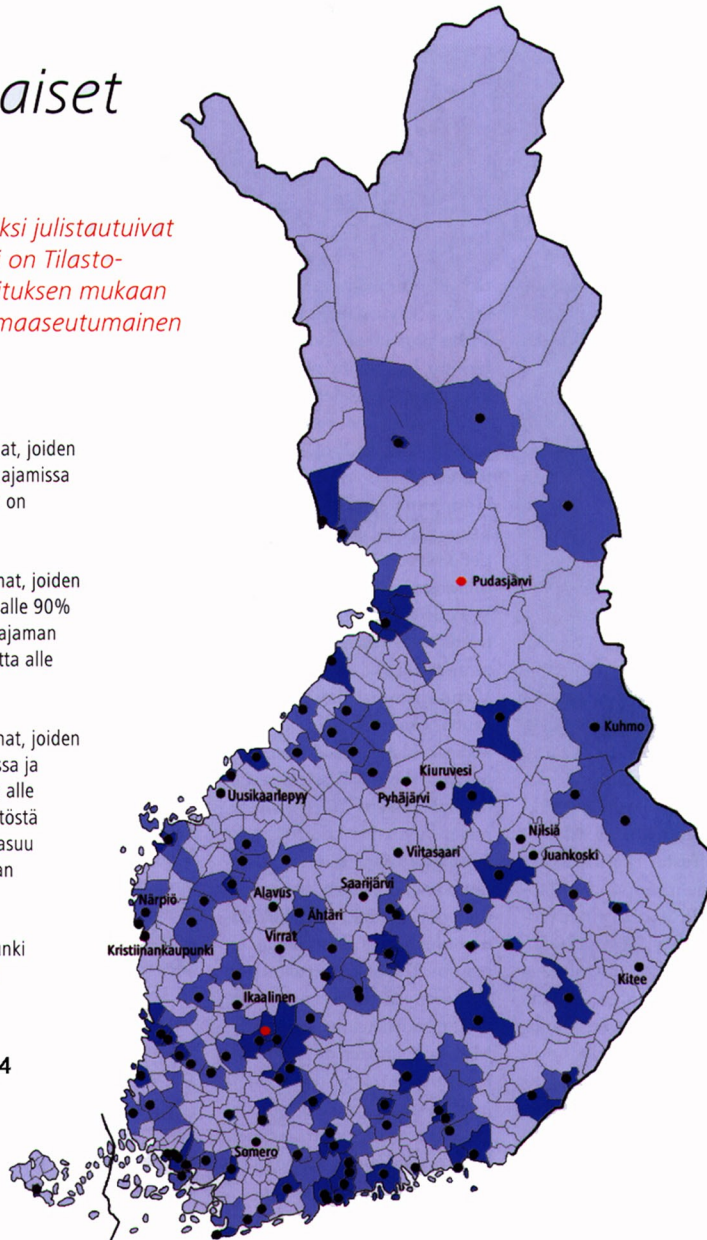 aiset
ksi julistautuivat
i on Tilasto-
ituksen mukaan
maaseutumainen
at, joiden
ajamissa
on
nat, joiden
alle 90%
ajaman
tta alle
nat, joiden
ssa ja
alle
töstä
asuu
an
nki
4
Pudasjärvi
Kuhmo
Kiuruvesi
Pyhäjärvi
Uusikaarlepyy
Nilsiä
Juankoski
Viitasaari
Saarijärvi
Alavus
Närpiö
Ähtäri
Virrat
Kristiinankaupunki
Kitee
Ikaalinen
Somero